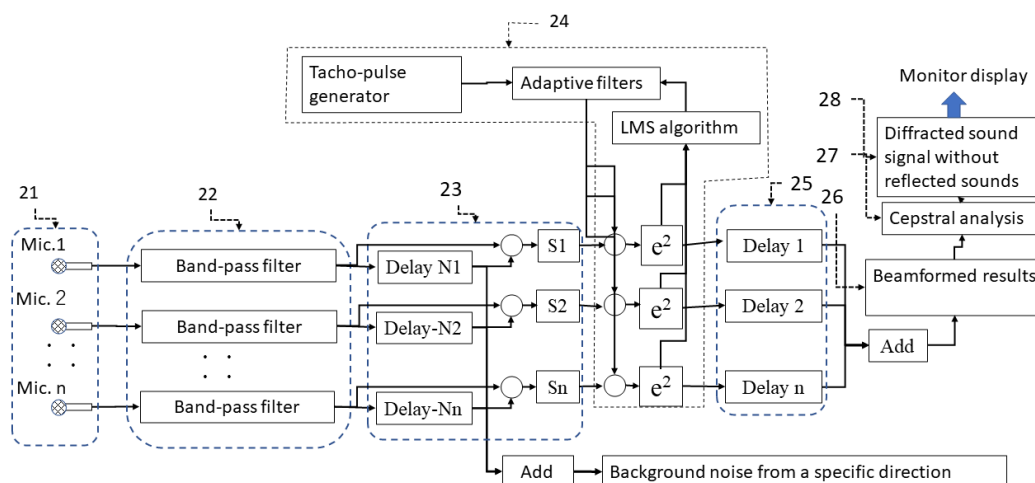 24
Tacho-pulse
generator
Adaptive filters
LMS algorithm
Monitor display
28
27
Diffracted sound
signal without
reflected sounds
21
22
23
25
26
Cepstral analysis
Mic.1
Band-pass filter
Delay N1
S1
e²
Delay 1
Beamformed results
Mic. 2
Band-pass filter
Delay-N2
S2
e²
Delay 2
Add
Mic. n
Band-pass filter
Delay-Nn
Sn
e²
Delay n
Add
Background noise from a specific direction